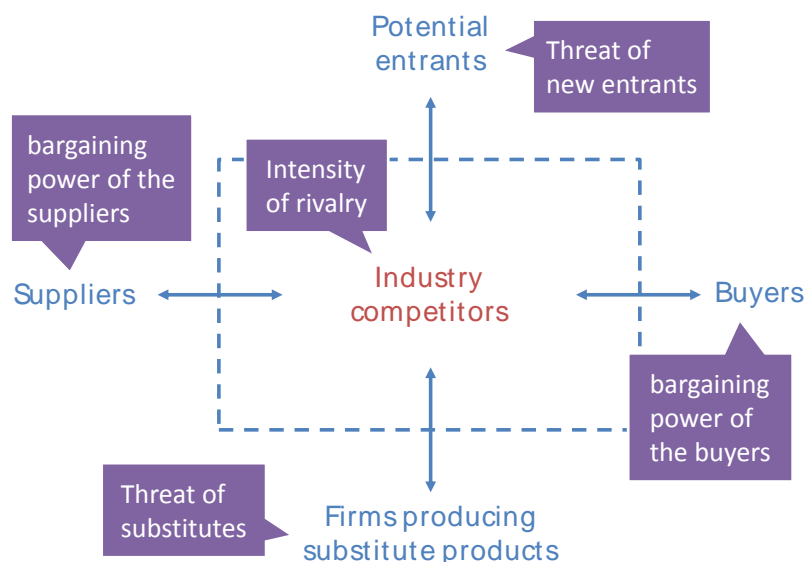 Potential
entrants
Threat of
new entrants
bargaining
power of the
suppliers
Intensity
of rivalry
Suppliers
Industry
competitors
Buyers
bargaining
power of
the buyers
Threat of
substitutes
Firms producing
substitute products